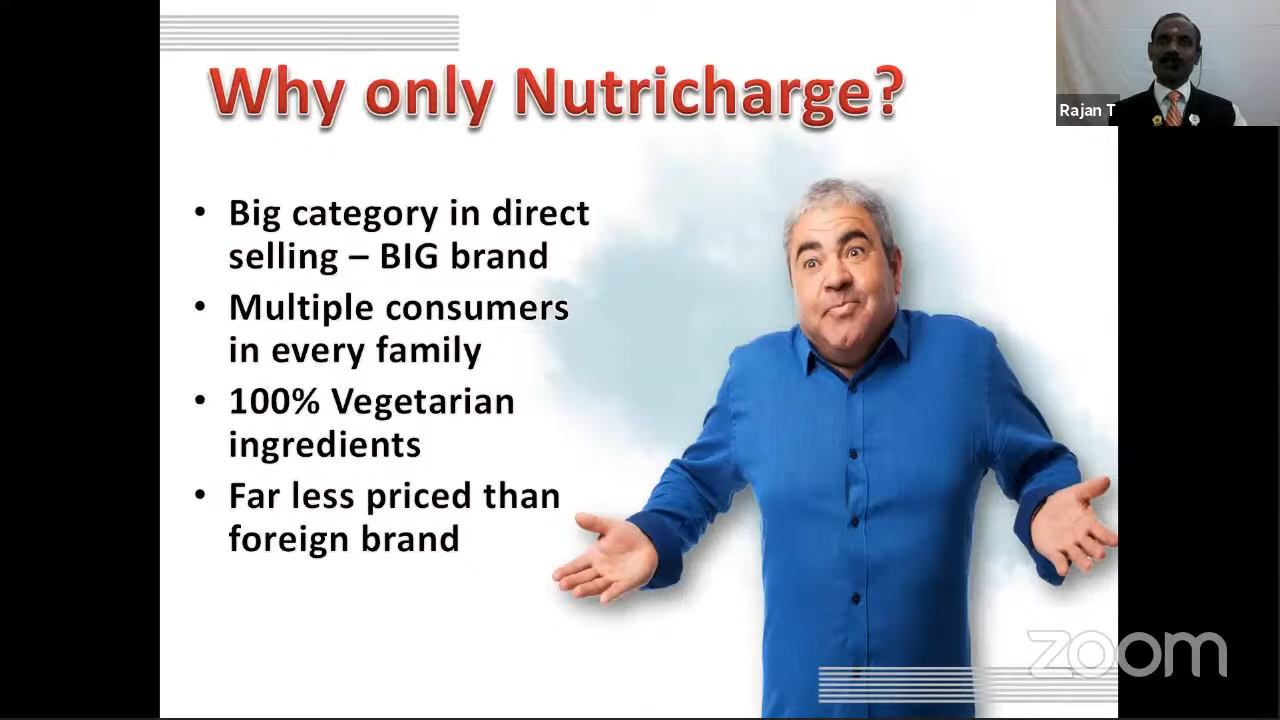 Why only Nutricharge?
Rajan T
• Big category in direct
selling – BIG brand
• Multiple consumers
in every family
• 100% Vegetarian
ingredients
• Far less priced than
foreign brand
zoom